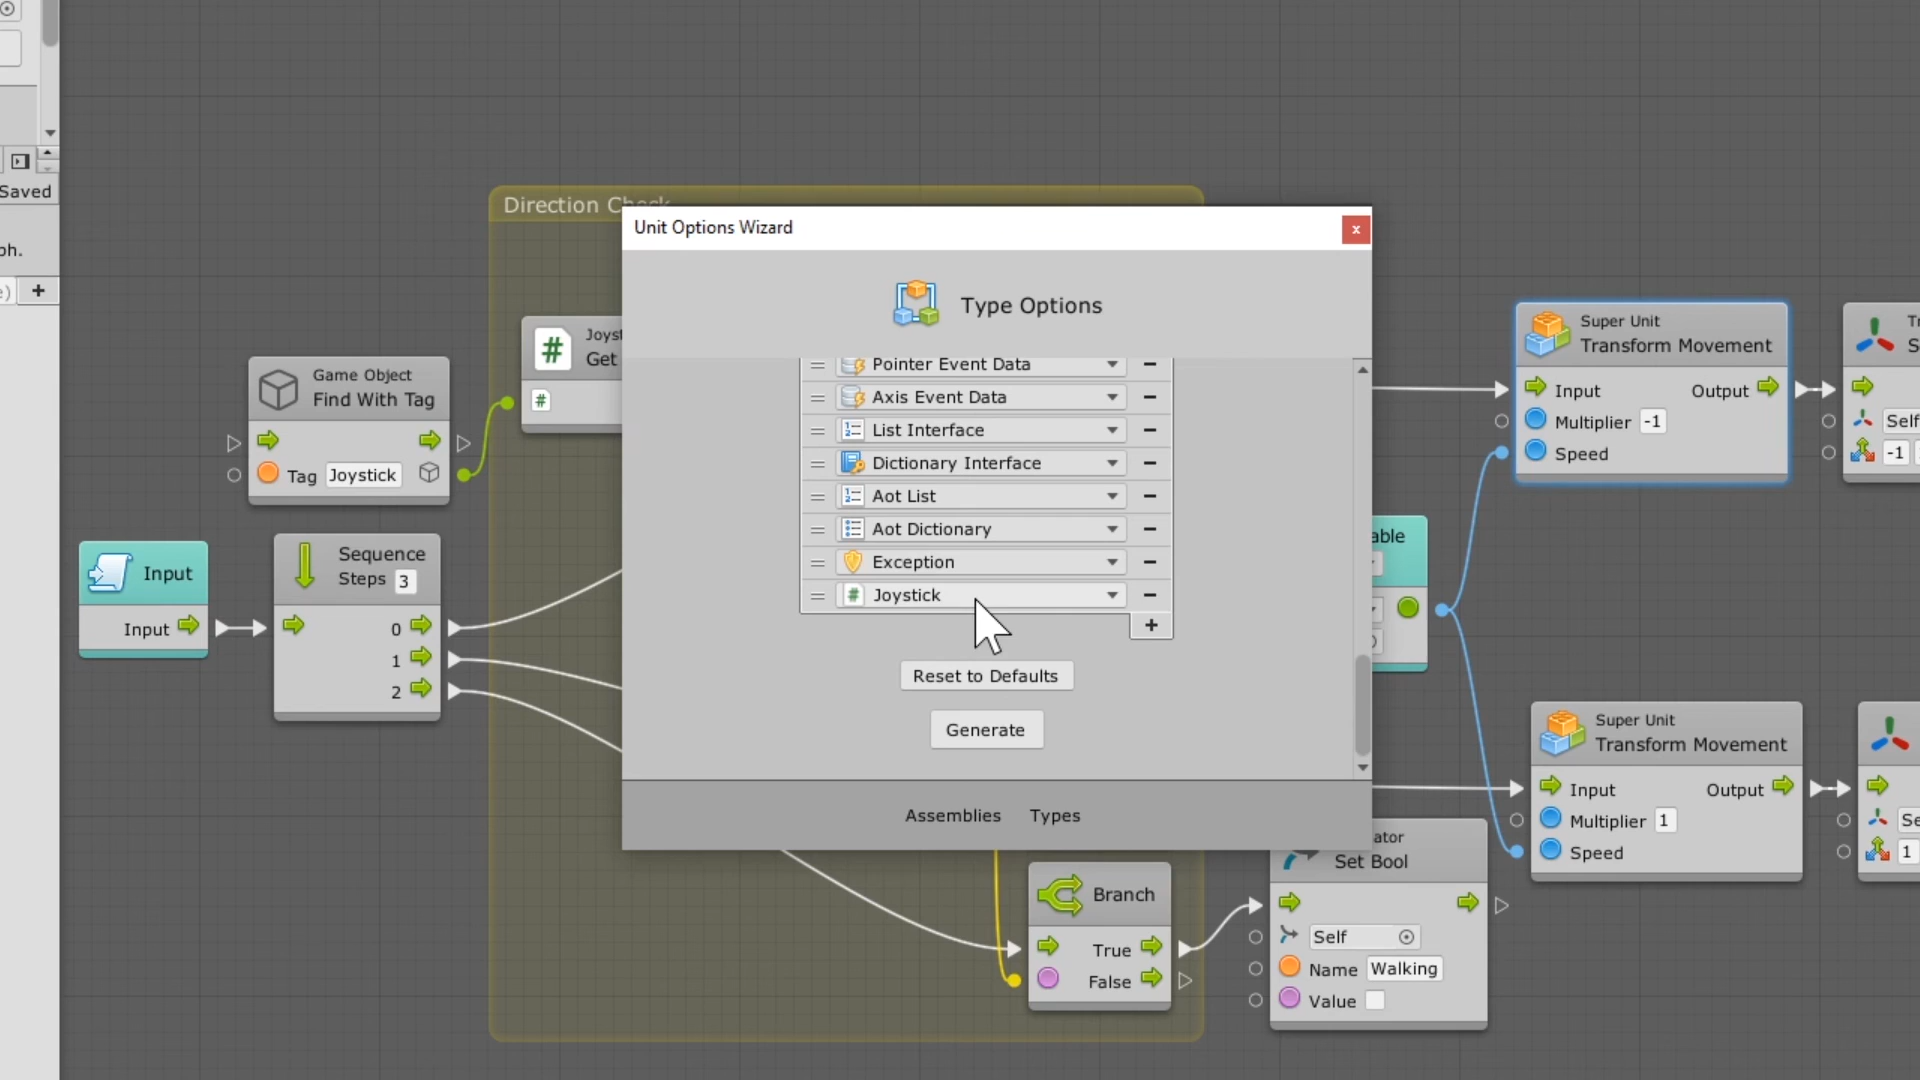 Saved
ph.
e)
+
Direction Check
Unit Options Wizard
x
Type Options
Pointer Event Data
Axis Event Data
List Interface
Dictionary Interface
Aot List
Aot Dictionary
Exception
# Joystick
+
Reset to Defaults
Generate
Assemblies Types
#
Get
#
Game Object
Find With Tag
Tag Joystick
Input
Input
Sequence
Steps 3
0
1
2
Super Unit
Transform Movement
Input Output
Multiplier -1
Speed
Self
-1
able
Super Unit
Transform Movement
Input Output
Multiplier 1
Speed
1
Branch
True
False
ator
Set Bool
Self
Name Walking
Value